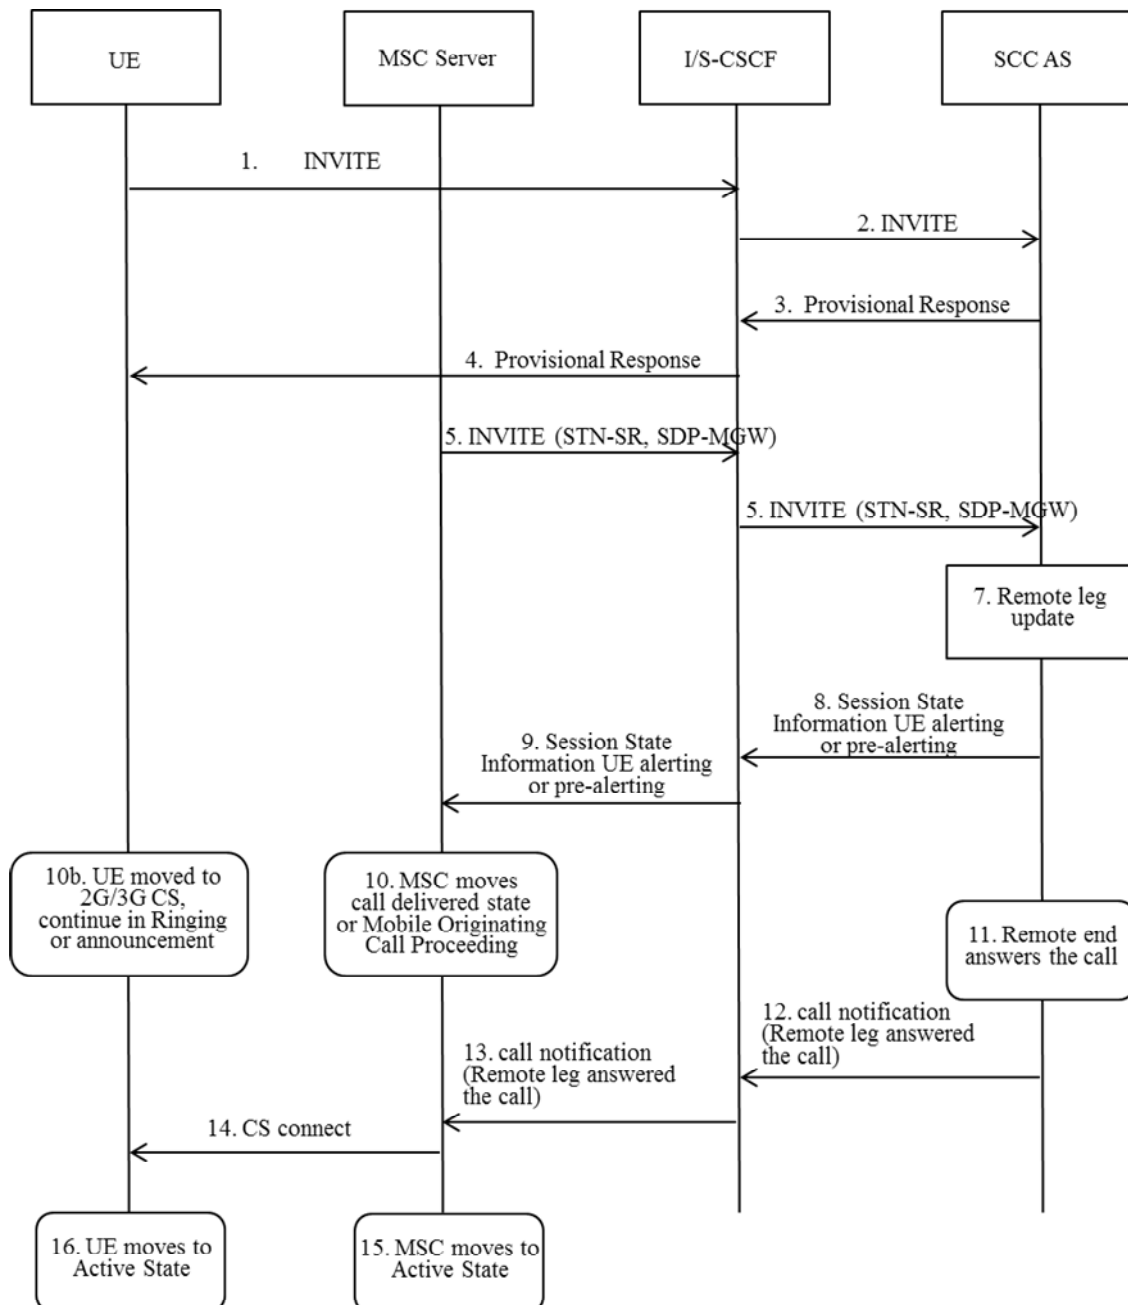 UE
MSC Server
I/S-CSCF
SCC AS
1. INVITE
2. INVITE
3. Provisional Response
4. Provisional Response
5. INVITE (STN-SR, SDP-MGW)
5. INVITE (STN-SR, SDP-MGW)
7. Remote leg
update
8. Session State
Information UE alerting
or pre-alerting
9. Session State
Information UE alerting
or pre-alerting
10b. UE moved to
2G/3G CS,
continue in Ringing
or announcement
10. MSC moves
call delivered state
or Mobile Originating
Call Proceeding
11. Remote end
answers the call
12. call notification
(Remote leg answered
the call)
13. call notification
(Remote leg answered
the call)
14. CS connect
16. UE moves to
Active State
15. MSC moves to
Active State